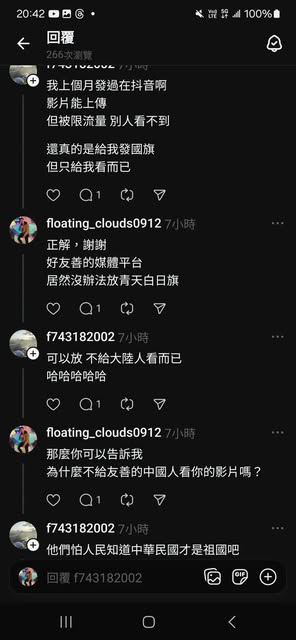 20:42
5G
100%
回覆
266次瀏覽
f743182002 7小時
我上個月發過在抖音啊
影片能上傳
但被限流量 別人看不到
還真的是給我發國旗
但只給我看而已
1
floating_clouds0912 7小時
正解，謝謝
好友善的媒體平台
居然沒辦法放青天白日旗
1
f743182002 7小時
可以放 不給大陸人看而已
哈哈哈哈哈
1
floating_clouds0912 7小時
那麼你可以告訴我
為什麼不給友善的中國人看你的影片嗎？
1
f743182002 7小時
他們怕人民知道中華民國才是祖國吧
回覆 f743182002
GIF